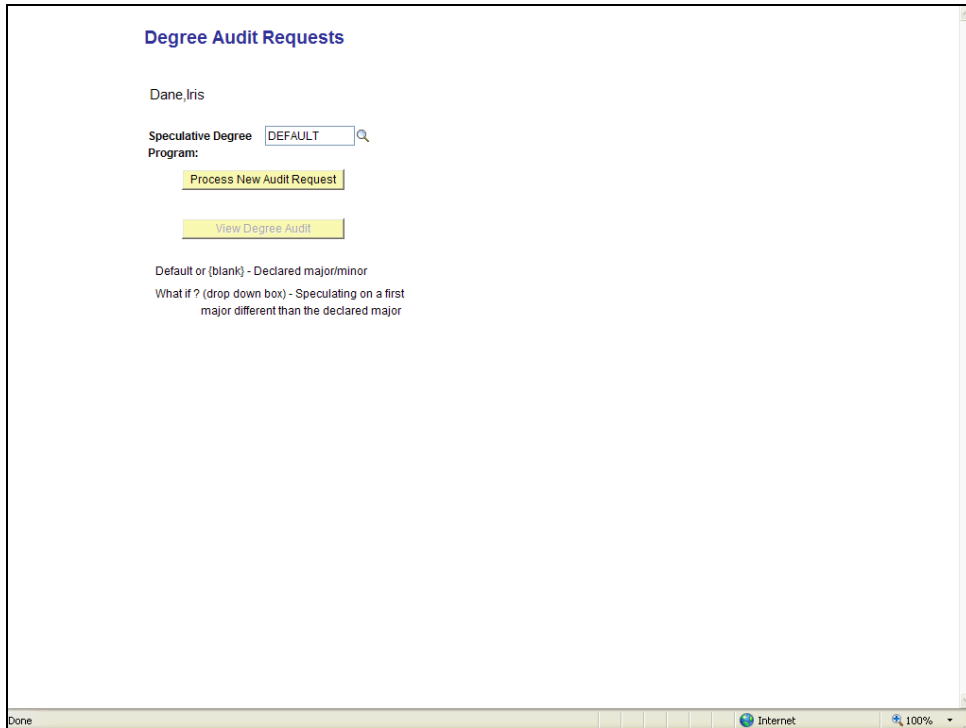 Degree Audit Requests
Dane,Iris
Speculative Degree DEFAULT
Program:
Process New Audit Request
View Degree Audit
Default or {blank} - Declared major/minor
What if ? (drop down box) - Speculating on a first
major different than the declared major
Done Internet 100%